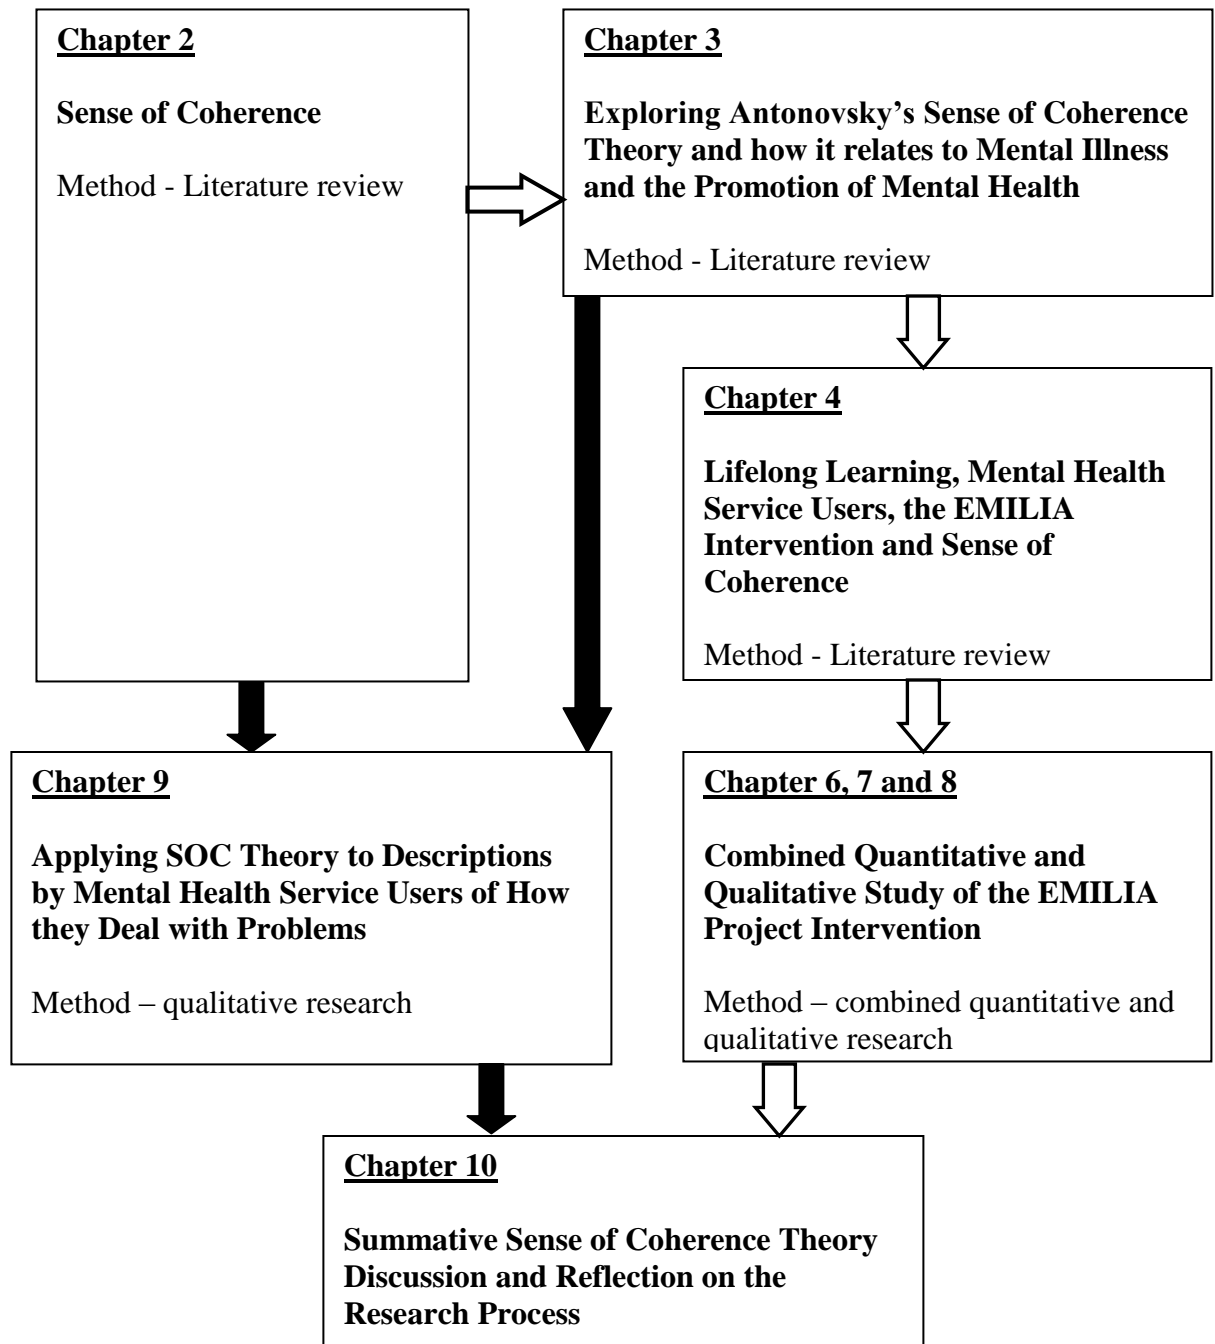 Chapter 2
Sense of Coherence
Method - Literature review
Chapter 3
Exploring Antonovsky’s Sense of Coherence
Theory and how it relates to Mental Illness
and the Promotion of Mental Health
Method - Literature review
Chapter 4
Lifelong Learning, Mental Health
Service Users, the EMILIA
Intervention and Sense of
Coherence
Method - Literature review
Chapter 9
Applying SOC Theory to Descriptions
by Mental Health Service Users of How
they Deal with Problems
Method – qualitative research
Chapter 6, 7 and 8
Combined Quantitative and
Qualitative Study of the EMILIA
Project Intervention
Method – combined quantitative and
qualitative research
Chapter 10
Summative Sense of Coherence Theory
Discussion and Reflection on the
Research Process